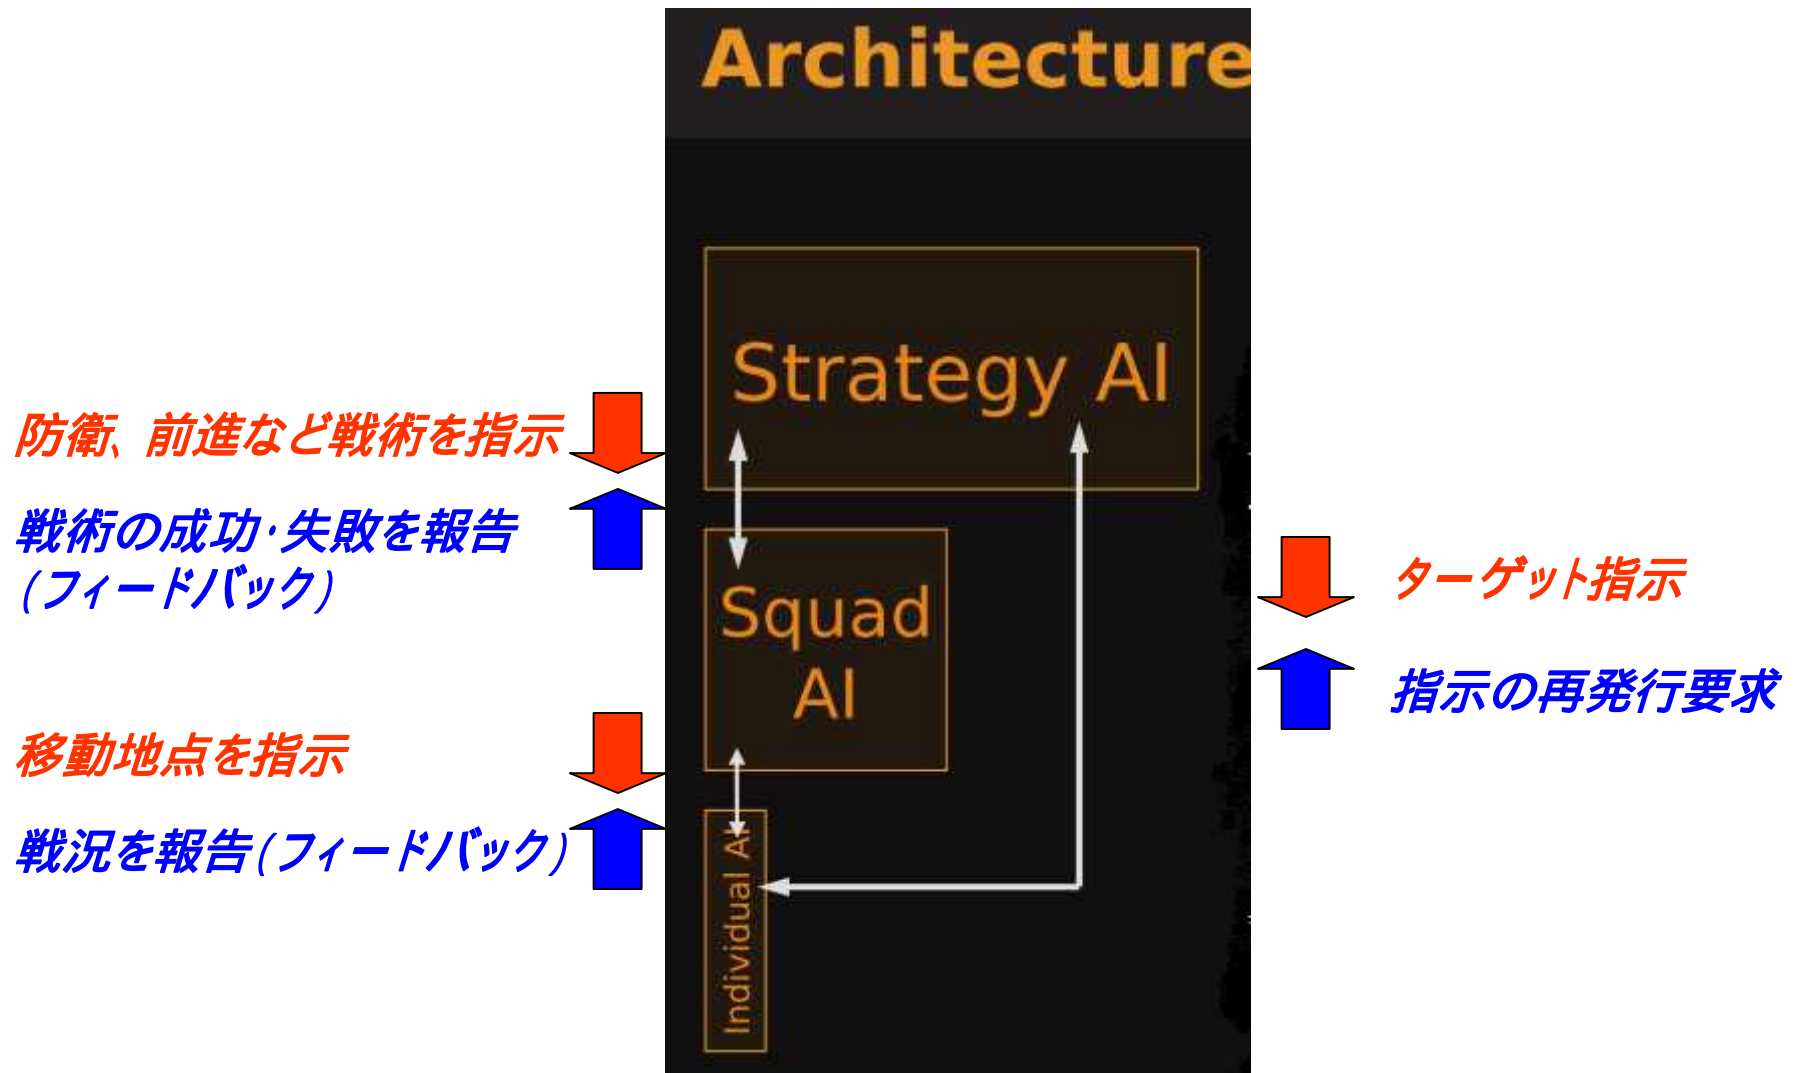 Architecture
Strategy AI
防衛、前進など戦術を指示
戦術の成功・失敗を報告
(フィードバック)
Squad
AI
ターゲット指示
指示の再発行要求
移動地点を指示
戦況を報告(フィードバック)
Individual AI